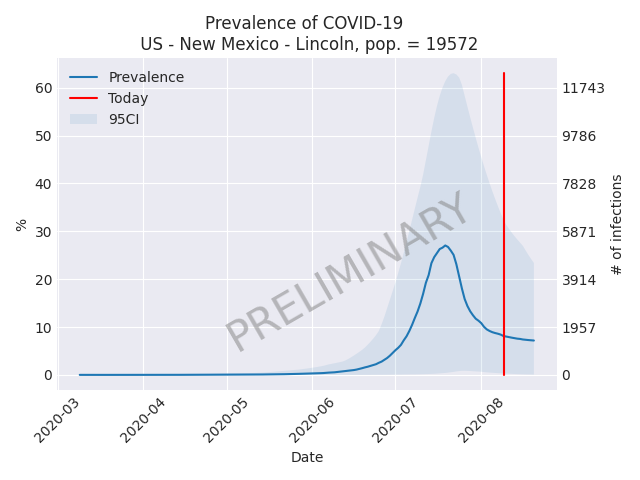 Prevalence of COVID-19
US - New Mexico - Lincoln, pop. = 19572
Prevalence
Today
95CI
PRELIMINARY
%
60
50
40
30
20
10
0
11743
9786
7828
5871
3914
1957
0
# of infections
2020-03
2020-04
2020-05
2020-06
2020-07
2020-08
Date